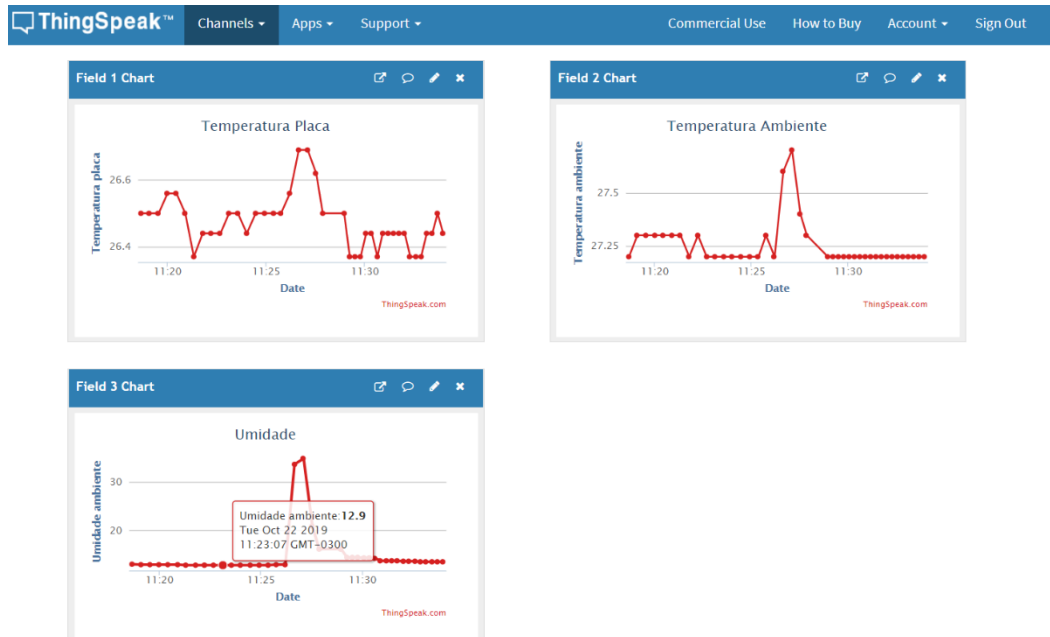 ThingSpeak™ Channels Apps Support Commercial Use How to Buy Account Sign Out
Field 1 Chart
Temperatura Placa
Temperatura placa
26.6
26.4
11:20 11:25 11:30
Date
ThingSpeak.com
Field 2 Chart
Temperatura Ambiente
Temperatura ambiente
27.5
27.25
11:20 11:25 11:30
Date
ThingSpeak.com
Field 3 Chart
Umidade
Umidade ambiente
30
20
Umidade ambiente:12.9
Tue Oct 22 2019
11:23:07 GMT-0300
11:20 11:25 11:30
Date
ThingSpeak.com